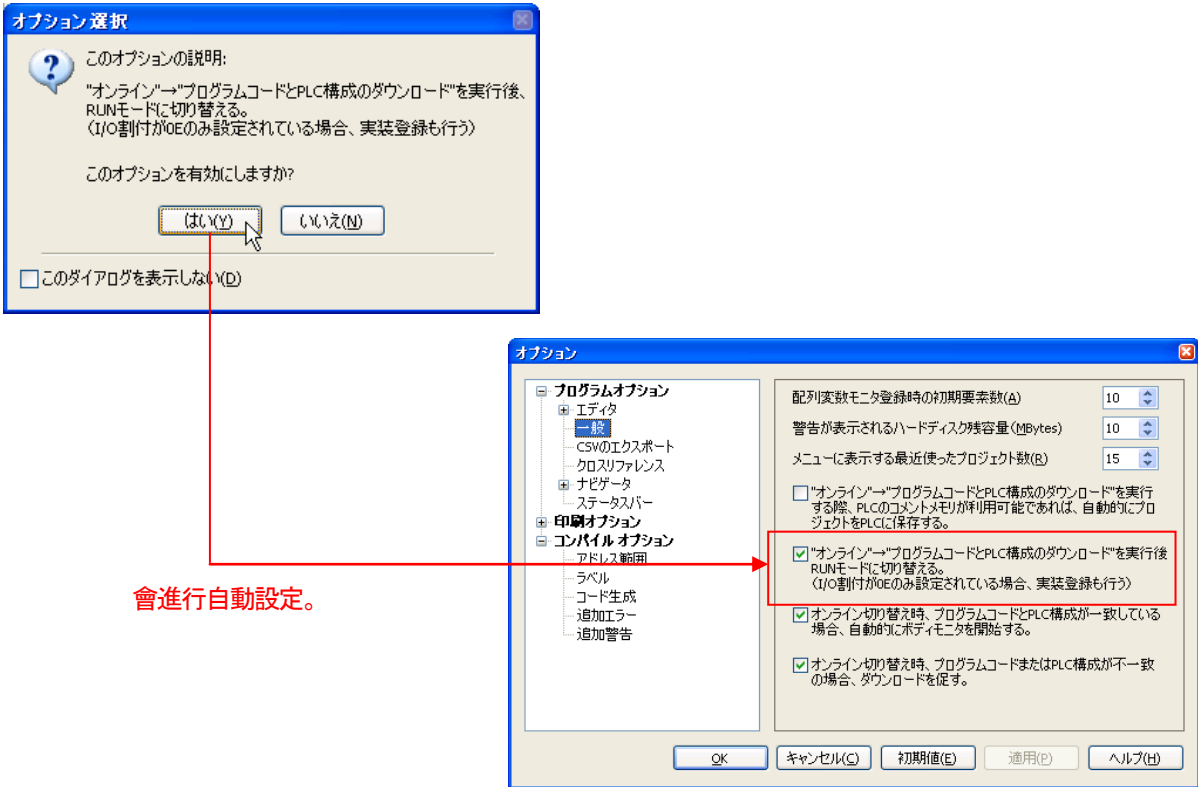 オプション選択
このオプションの説明:
"オンライン"→"プログラムコードとPLC構成のダウンロード"を実行後、
RUNモードに切り替える。
(I/O割付が0Eのみ設定されている場合、実装登録も行う)
このオプションを有効にしますか?
はい(Y)
いいえ(N)
このダイアログを表示しない(D)
オプション
プログラムオプション
エディタ
一般
CSVのエクスポート
クロスリファレンス
ナビゲータ
ステータスバー
印刷オプション
コンパイル オプション
アドレス範囲
ラベル
コード生成
追加エラー
追加警告
配列変数モニタ登録時の初期要素数(A)
10
警告が表示されるハードディスク残容量(MBytes)
10
メニューに表示する最近使ったプロジェクト数(R)
15
"オンライン"→"プログラムコードとPLC構成のダウンロード"を実行
する際、PLCのコメントメモリが利用可能であれば、自動的にプロ
ジェクトをPLCに保存する。
"オンライン"→"プログラムコードとPLC構成のダウンロード"を実行後
RUNモードに切り替える。
(I/O割付が0Eのみ設定されている場合、実装登録も行う)
オンライン切り替え時、プログラムコードとPLC構成が一致している
場合、自動的にボディモニタを開始する。
オンライン切り替え時、プログラムコードまたはPLC構成が不一致
の場合、ダウンロードを促す。
會進行自動設定。
OK
キャンセル(C)
初期値(E)
適用(P)
ヘルプ(H)